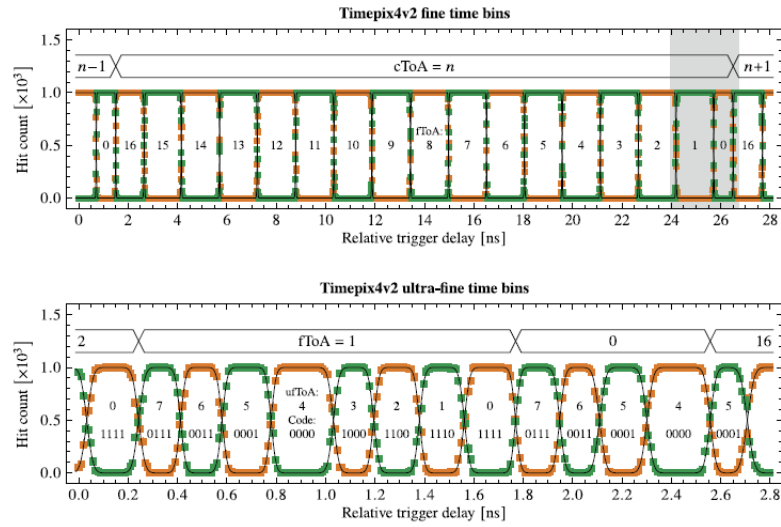 Timepix4v2 fine time bins
1.5
n−1 cToA = n n+1
1.0
fToA:
0.5 0 16 15 14 13 12 11 10 9 8 7 6 5 4 3 2 1 0 16
0.0
0 2 4 6 8 10 12 14 16 18 20 22 24 26 28
Hit count [×10³]
Relative trigger delay [ns]
Timepix4v2 ultra-fine time bins
1.5
2 fToA = 1 0 16
1.0
ufToA:
0 7 6 5 4 3 2 1 0 7 6 5 4 5
0.5
Code:
1111 0111 0011 0001 0000 1000 1100 1110 1111 0111 0011 0001 0000 0001
0.0
0.0 0.2 0.4 0.6 0.8 1.0 1.2 1.4 1.6 1.8 2.0 2.2 2.4 2.6 2.8
Hit count [×10³]
Relative trigger delay [ns]